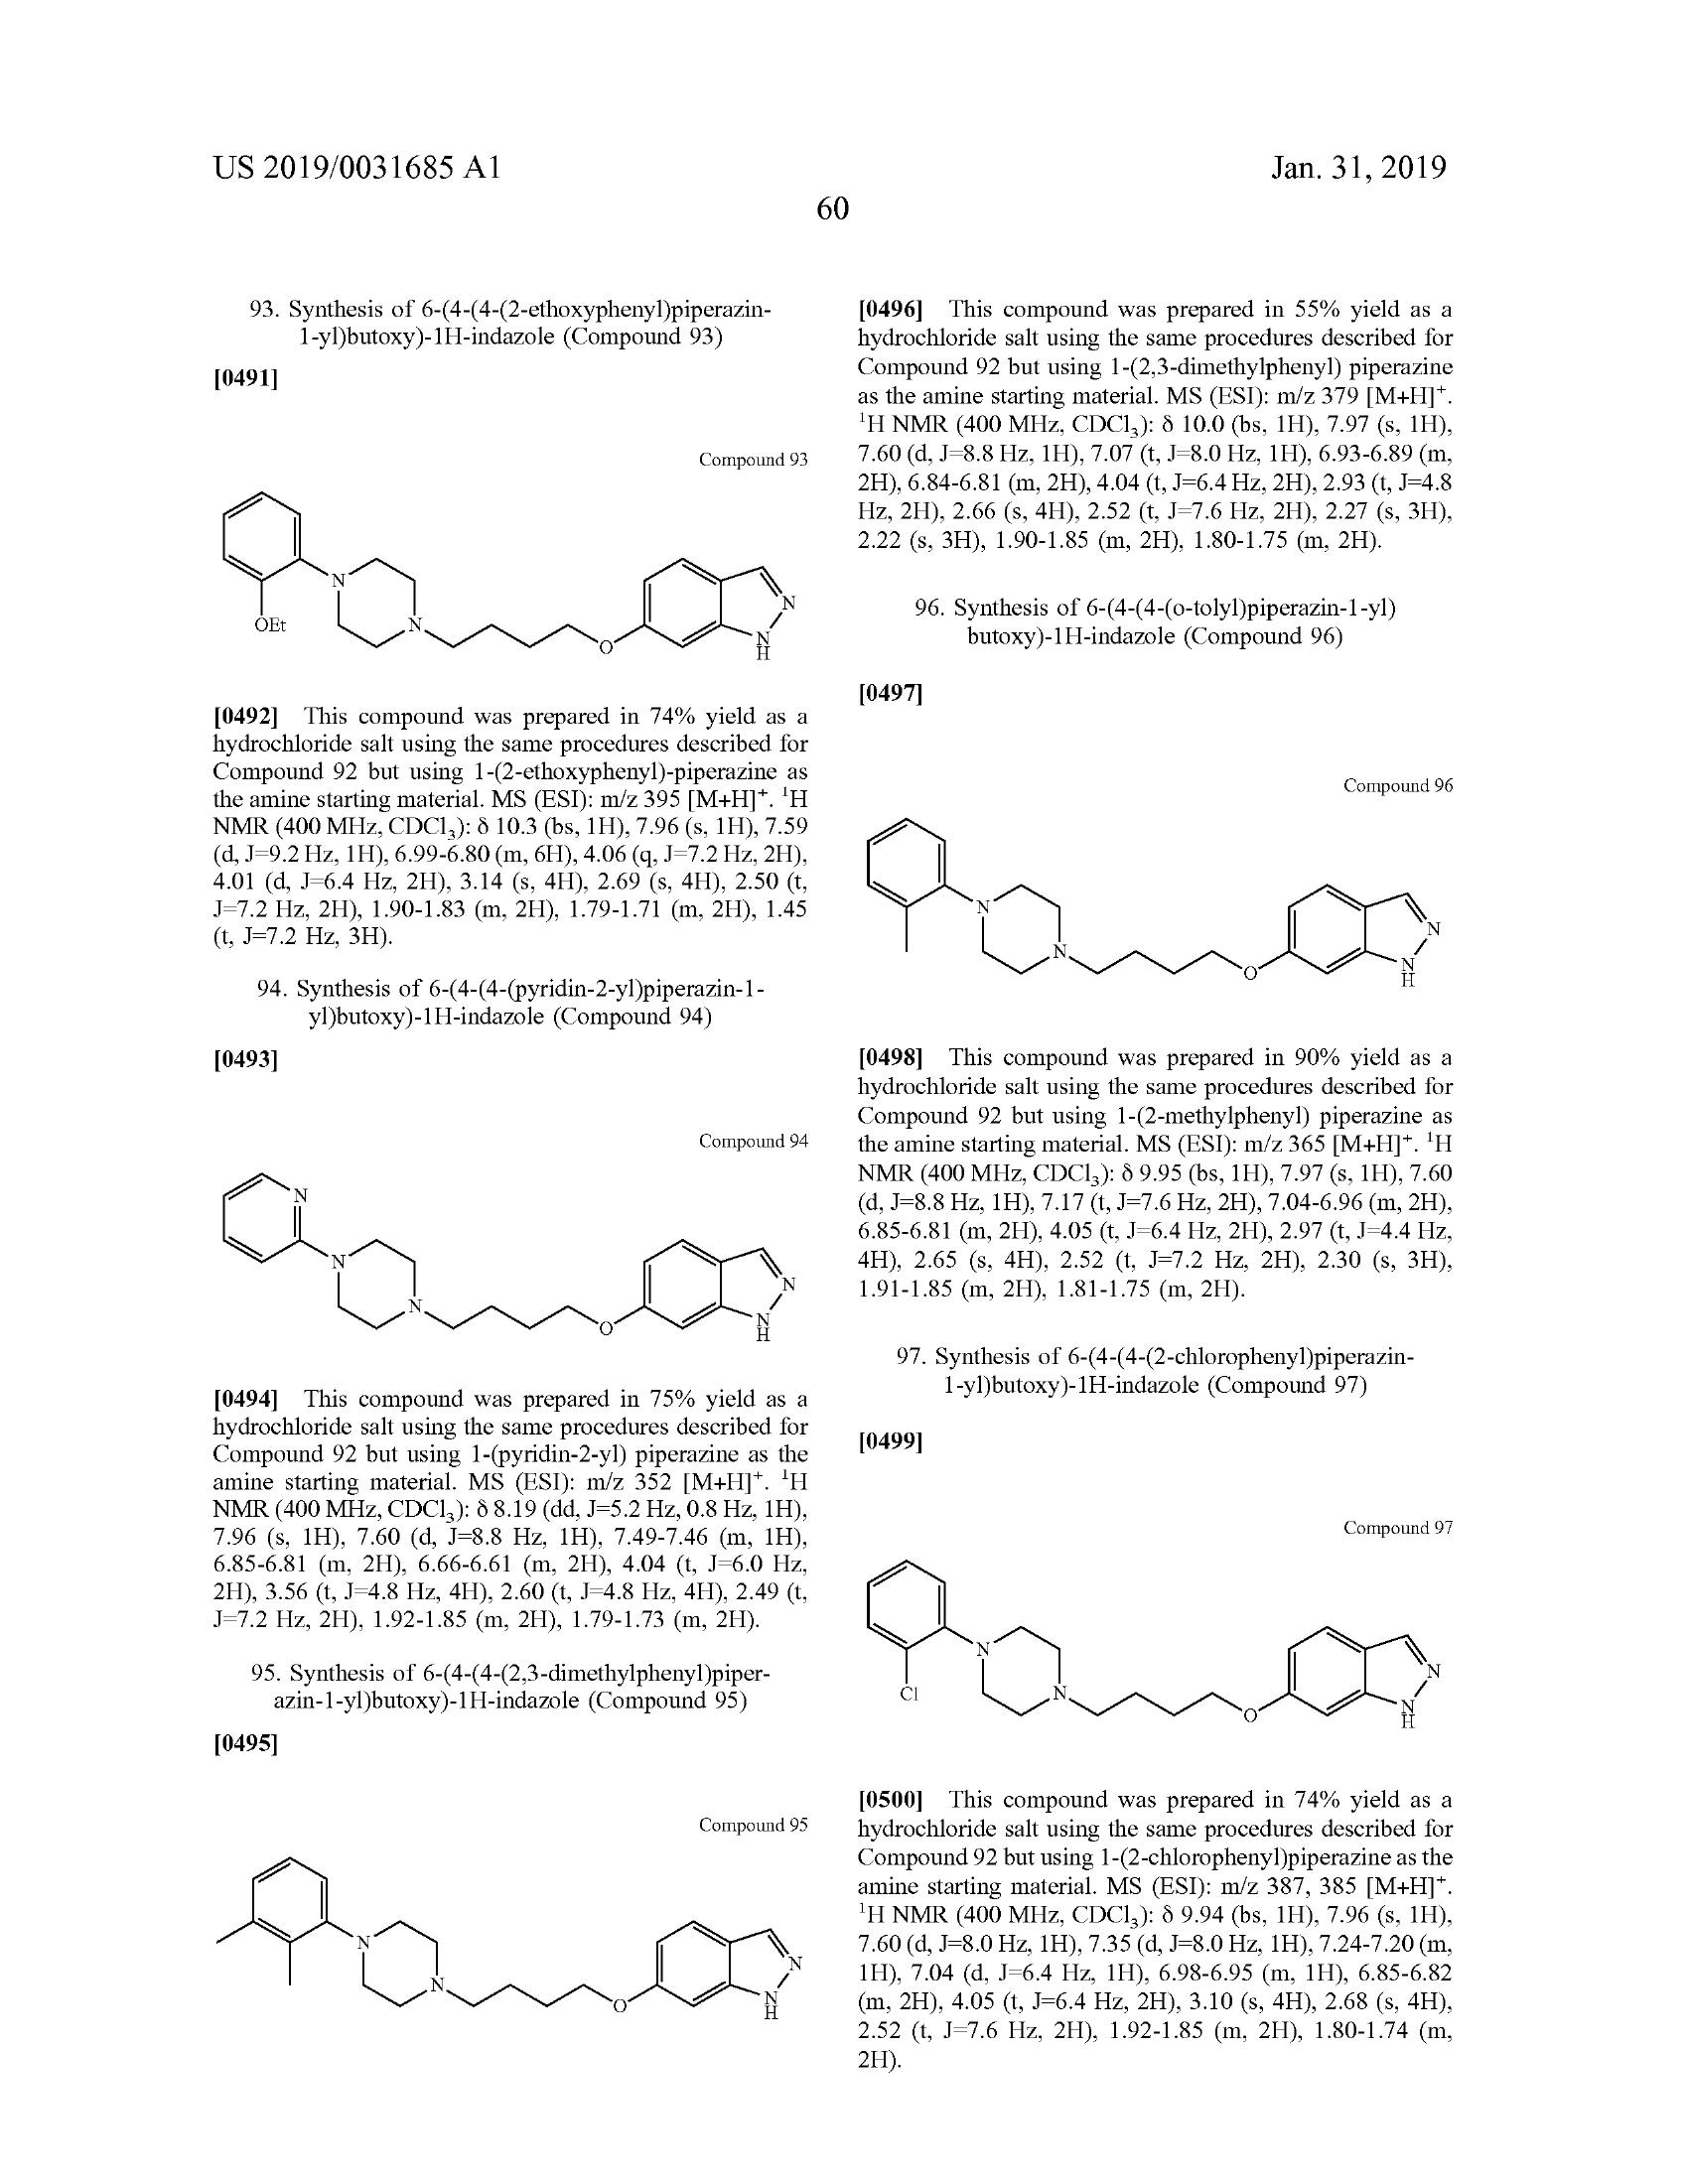 US 2019/0031685 A1
Jan. 31, 2019
60
93. Synthesis of 6-(4-(4-(2-ethoxyphenyl)piperazin-
1-yl)butoxy)-1H-indazole (Compound 93)
[0491]
Compound 93
N
N
OEt
O
N
N
H
[0492] This compound was prepared in 74% yield as a
hydrochloride salt using the same procedures described for
Compound 92 but using 1-(2-ethoxyphenyl)-piperazine as
the amine starting material. MS (ESI): m/z 395 [M+H]⁺. ¹H
NMR (400 MHz, CDCl₃): δ 10.3 (bs, 1H), 7.96 (s, 1H), 7.59
(d, J=9.2 Hz, 1H), 6.99-6.80 (m, 6H), 4.06 (q, J=7.2 Hz, 2H),
4.01 (d, J=6.4 Hz, 2H), 3.14 (s, 4H), 2.69 (s, 4H), 2.50 (t,
J=7.2 Hz, 2H), 1.90-1.83 (m, 2H), 1.79-1.71 (m, 2H), 1.45
(t, J=7.2 Hz, 3H).
94. Synthesis of 6-(4-(4-(pyridin-2-yl)piperazin-1-
yl)butoxy)-1H-indazole (Compound 94)
[0493]
Compound 94
N
N
N
O
N
N
H
[0494] This compound was prepared in 75% yield as a
hydrochloride salt using the same procedures described for
Compound 92 but using 1-(pyridin-2-yl) piperazine as the
amine starting material. MS (ESI): m/z 352 [M+H]⁺. ¹H
NMR (400 MHz, CDCl₃): δ 8.19 (dd, J=5.2 Hz, 0.8 Hz, 1H),
7.96 (s, 1H), 7.60 (d, J=8.8 Hz, 1H), 7.49-7.46 (m, 1H),
6.85-6.81 (m, 2H), 6.66-6.61 (m, 2H), 4.04 (t, J=6.0 Hz,
2H), 3.56 (t, J=4.8 Hz, 4H), 2.60 (t, J=4.8 Hz, 4H), 2.49 (t,
J=7.2 Hz, 2H), 1.92-1.85 (m, 2H), 1.79-1.73 (m, 2H).
95. Synthesis of 6-(4-(4-(2,3-dimethylphenyl)piper-
azin-1-yl)butoxy)-1H-indazole (Compound 95)
[0495]
Compound 95
N
N
O
N
N
H
[0496] This compound was prepared in 55% yield as a
hydrochloride salt using the same procedures described for
Compound 92 but using 1-(2,3-dimethylphenyl) piperazine
as the amine starting material. MS (ESI): m/z 379 [M+H]⁺.
¹H NMR (400 MHz, CDCl₃): δ 10.0 (bs, 1H), 7.97 (s, 1H),
7.60 (d, J=8.8 Hz, 1H), 7.07 (t, J=8.0 Hz, 1H), 6.93-6.89 (m,
2H), 6.84-6.81 (m, 2H), 4.04 (t, J=6.4 Hz, 2H), 2.93 (t, J=4.8
Hz, 2H), 2.66 (s, 4H), 2.52 (t, J=7.6 Hz, 2H), 2.27 (s, 3H),
2.22 (s, 3H), 1.90-1.85 (m, 2H), 1.80-1.75 (m, 2H).
96. Synthesis of 6-(4-(4-(o-tolyl)piperazin-1-yl)
butoxy)-1H-indazole (Compound 96)
[0497]
Compound 96
N
N
O
N
N
H
[0498] This compound was prepared in 90% yield as a
hydrochloride salt using the same procedures described for
Compound 92 but using 1-(2-methylphenyl) piperazine as
the amine starting material. MS (ESI): m/z 365 [M+H]⁺. ¹H
NMR (400 MHz, CDCl₃): δ 9.95 (bs, 1H), 7.97 (s, 1H), 7.60
(d, J=8.8 Hz, 1H), 7.17 (t, J=7.6 Hz, 2H), 7.04-6.96 (m, 2H),
6.85-6.81 (m, 2H), 4.05 (t, J=6.4 Hz, 2H), 2.97 (t, J=4.4 Hz,
4H), 2.65 (s, 4H), 2.52 (t, J=7.2 Hz, 2H), 2.30 (s, 3H),
1.91-1.85 (m, 2H), 1.81-1.75 (m, 2H).
97. Synthesis of 6-(4-(4-(2-chlorophenyl)piperazin-
1-yl)butoxy)-1H-indazole (Compound 97)
[0499]
Compound 97
N
N
Cl
O
N
N
H
[0500] This compound was prepared in 74% yield as a
hydrochloride salt using the same procedures described for
Compound 92 but using 1-(2-chlorophenyl)piperazine as the
amine starting material. MS (ESI): m/z 387, 385 [M+H]⁺.
¹H NMR (400 MHz, CDCl₃): δ 9.94 (bs, 1H), 7.96 (s, 1H),
7.60 (d, J=8.0 Hz, 1H), 7.35 (d, J=8.0 Hz, 1H), 7.24-7.20 (m,
1H), 7.04 (d, J=6.4 Hz, 1H), 6.98-6.95 (m, 1H), 6.85-6.82
(m, 2H), 4.05 (t, J=6.4 Hz, 2H), 3.10 (s, 4H), 2.68 (s, 4H),
2.52 (t, J=7.6 Hz, 2H), 1.92-1.85 (m, 2H), 1.80-1.74 (m,
2H).